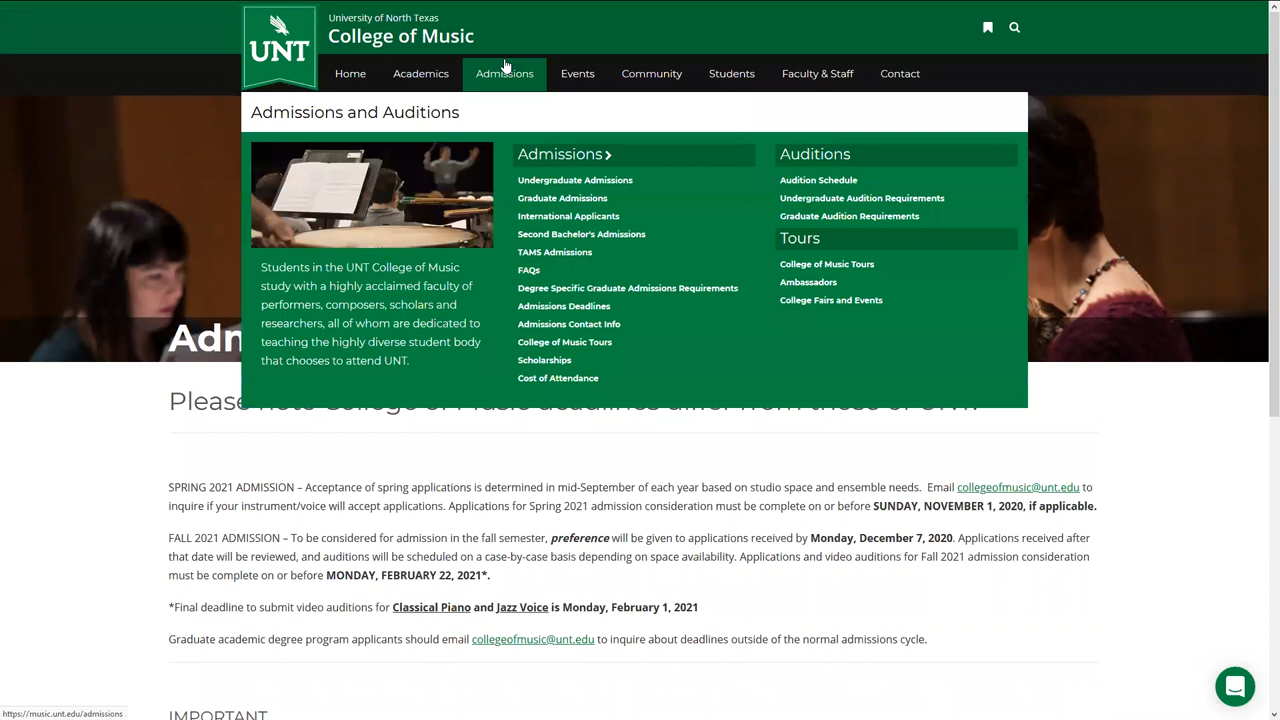 University of North Texas
College of Music
UNT
Home
Academics
Admissions
Events
Community
Students
Faculty & Staff
Contact
Admissions and Auditions
Students in the UNT College of Music
study with a highly acclaimed faculty of
performers, composers, scholars and
researchers, all of whom are dedicated to
teaching the highly diverse student body
that chooses to attend UNT.
Admissions
Undergraduate Admissions
Graduate Admissions
International Applicants
Second Bachelor's Admissions
TAMS Admissions
FAQs
Degree Specific Graduate Admissions Requirements
Admissions Deadlines
Admissions Contact Info
College of Music Tours
Scholarships
Cost of Attendance
Auditions
Audition Schedule
Undergraduate Audition Requirements
Graduate Audition Requirements
Tours
College of Music Tours
Ambassadors
College Fairs and Events
Please note College of Music deadlines differ from those of UNT.
SPRING 2021 ADMISSION – Acceptance of spring applications is determined in mid-September of each year based on studio space and ensemble needs. Email collegeofmusic@unt.edu to
inquire if your instrument/voice will accept applications. Applications for Spring 2021 admission consideration must be complete on or before SUNDAY, NOVEMBER 1, 2020, if applicable.
FALL 2021 ADMISSION – To be considered for admission in the fall semester, preference will be given to applications received by Monday, December 7, 2020. Applications received after
that date will be reviewed, and auditions will be scheduled on a case-by-case basis depending on space availability. Applications and video auditions for Fall 2021 admission consideration
must be complete on or before MONDAY, FEBRUARY 22, 2021*.
*Final deadline to submit video auditions for Classical Piano and Jazz Voice is Monday, February 1, 2021
Graduate academic degree program applicants should email collegeofmusic@unt.edu to inquire about deadlines outside of the normal admissions cycle.
IMPORTANT
https://music.unt.edu/admissions